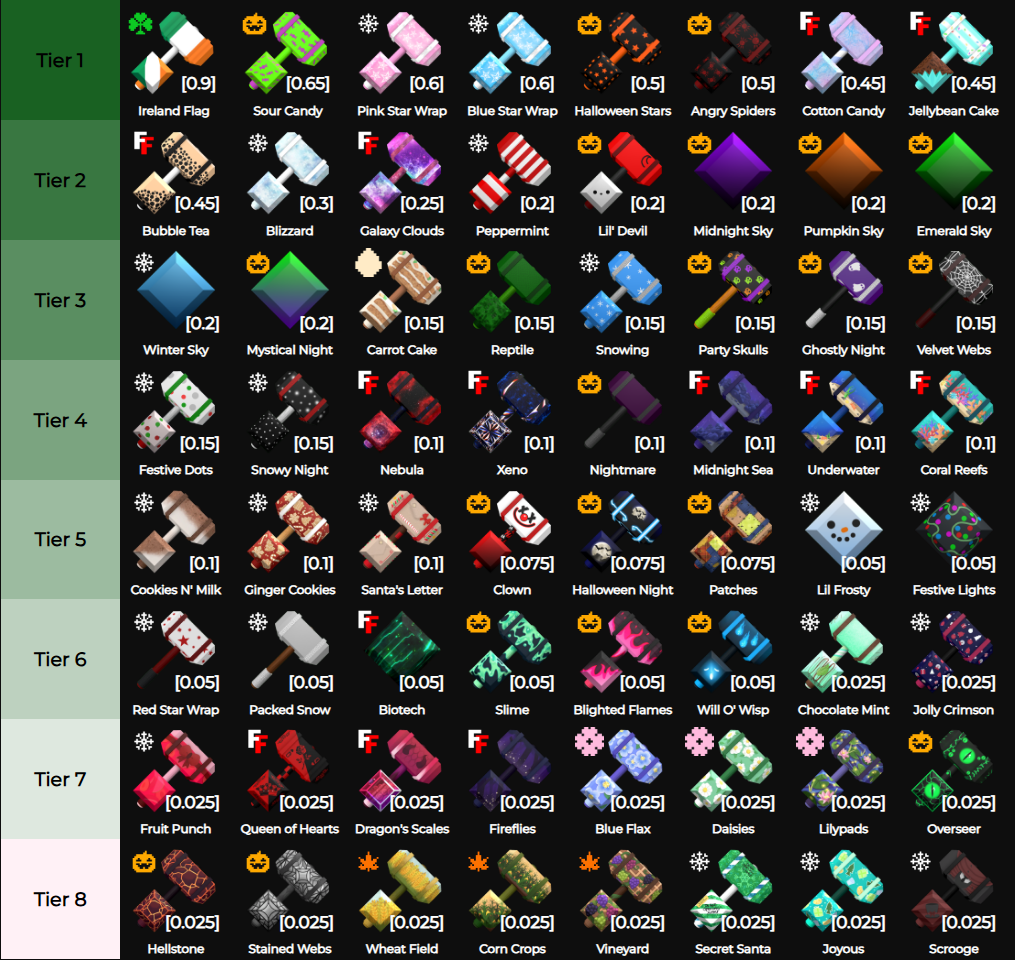 Tier 1
[0.9] [0.65] [0.6] [0.6] [0.5] [0.5] FF [0.45] FF [0.45]
Ireland Flag Sour Candy Pink Star Wrap Blue Star Wrap Halloween Stars Angry Spiders Cotton Candy Jellybean Cake
Tier 2
FF [0.45] [0.3] FF [0.25] [0.2] [0.2] [0.2] [0.2] [0.2]
Bubble Tea Blizzard Galaxy Clouds Peppermint Lil' Devil Midnight Sky Pumpkin Sky Emerald Sky
Tier 3
[0.2] [0.2] [0.15] [0.15] [0.15] [0.15] [0.15] [0.15]
Winter Sky Mystical Night Carrot Cake Reptile Snowing Party Skulls Ghostly Night Velvet Webs
Tier 4
[0.15] [0.15] FF [0.1] FF [0.1] [0.1] FF [0.1] FF [0.1] FF [0.1]
Festive Dots Snowy Night Nebula Xeno Nightmare Midnight Sea Underwater Coral Reefs
Tier 5
[0.1] [0.1] [0.1] [0.075] [0.075] [0.075] [0.05] [0.05]
Cookies N' Milk Ginger Cookies Santa's Letter Clown Halloween Night Patches Lil Frosty Festive Lights
Tier 6
[0.05] [0.05] FF [0.05] [0.05] [0.05] [0.05] [0.025] [0.025]
Red Star Wrap Packed Snow Biotech Slime Blighted Flames Will O' Wisp Chocolate Mint Jolly Crimson
Tier 7
[0.025] FF [0.025] FF [0.025] FF [0.025] [0.025] [0.025] [0.025] [0.025]
Fruit Punch Queen of Hearts Dragon's Scales Fireflies Blue Flax Daisies Lilypads Overseer
Tier 8
[0.025] [0.025] [0.025] [0.025] [0.025] [0.025] [0.025] [0.025]
Hellstone Stained Webs Wheat Field Corn Crops Vineyard Secret Santa Joyous Scrooge